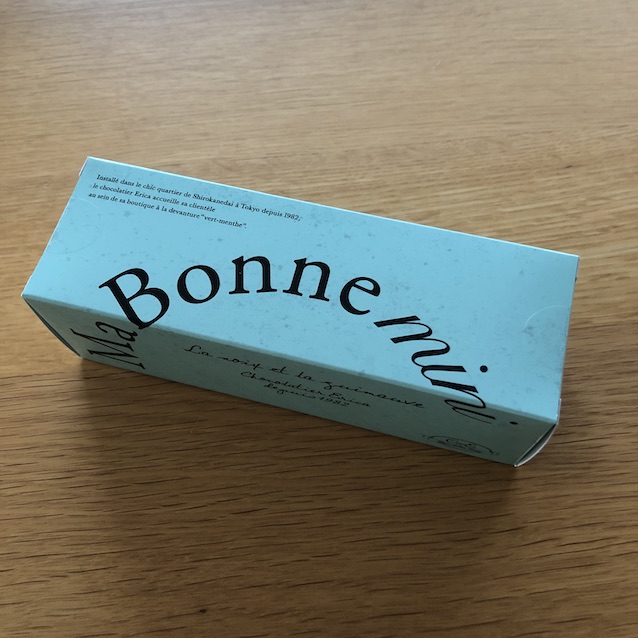 Installé dans le chic quartier de Shirokanedai à Tokyo depuis 1982,
le chocolatier Erica accueille sa clientèle
au sein de sa boutique à la devanture "vert-menthe".
Ma Bonne mini.
La noix et la guimauve
Chocolatier Erica
depuis 1982